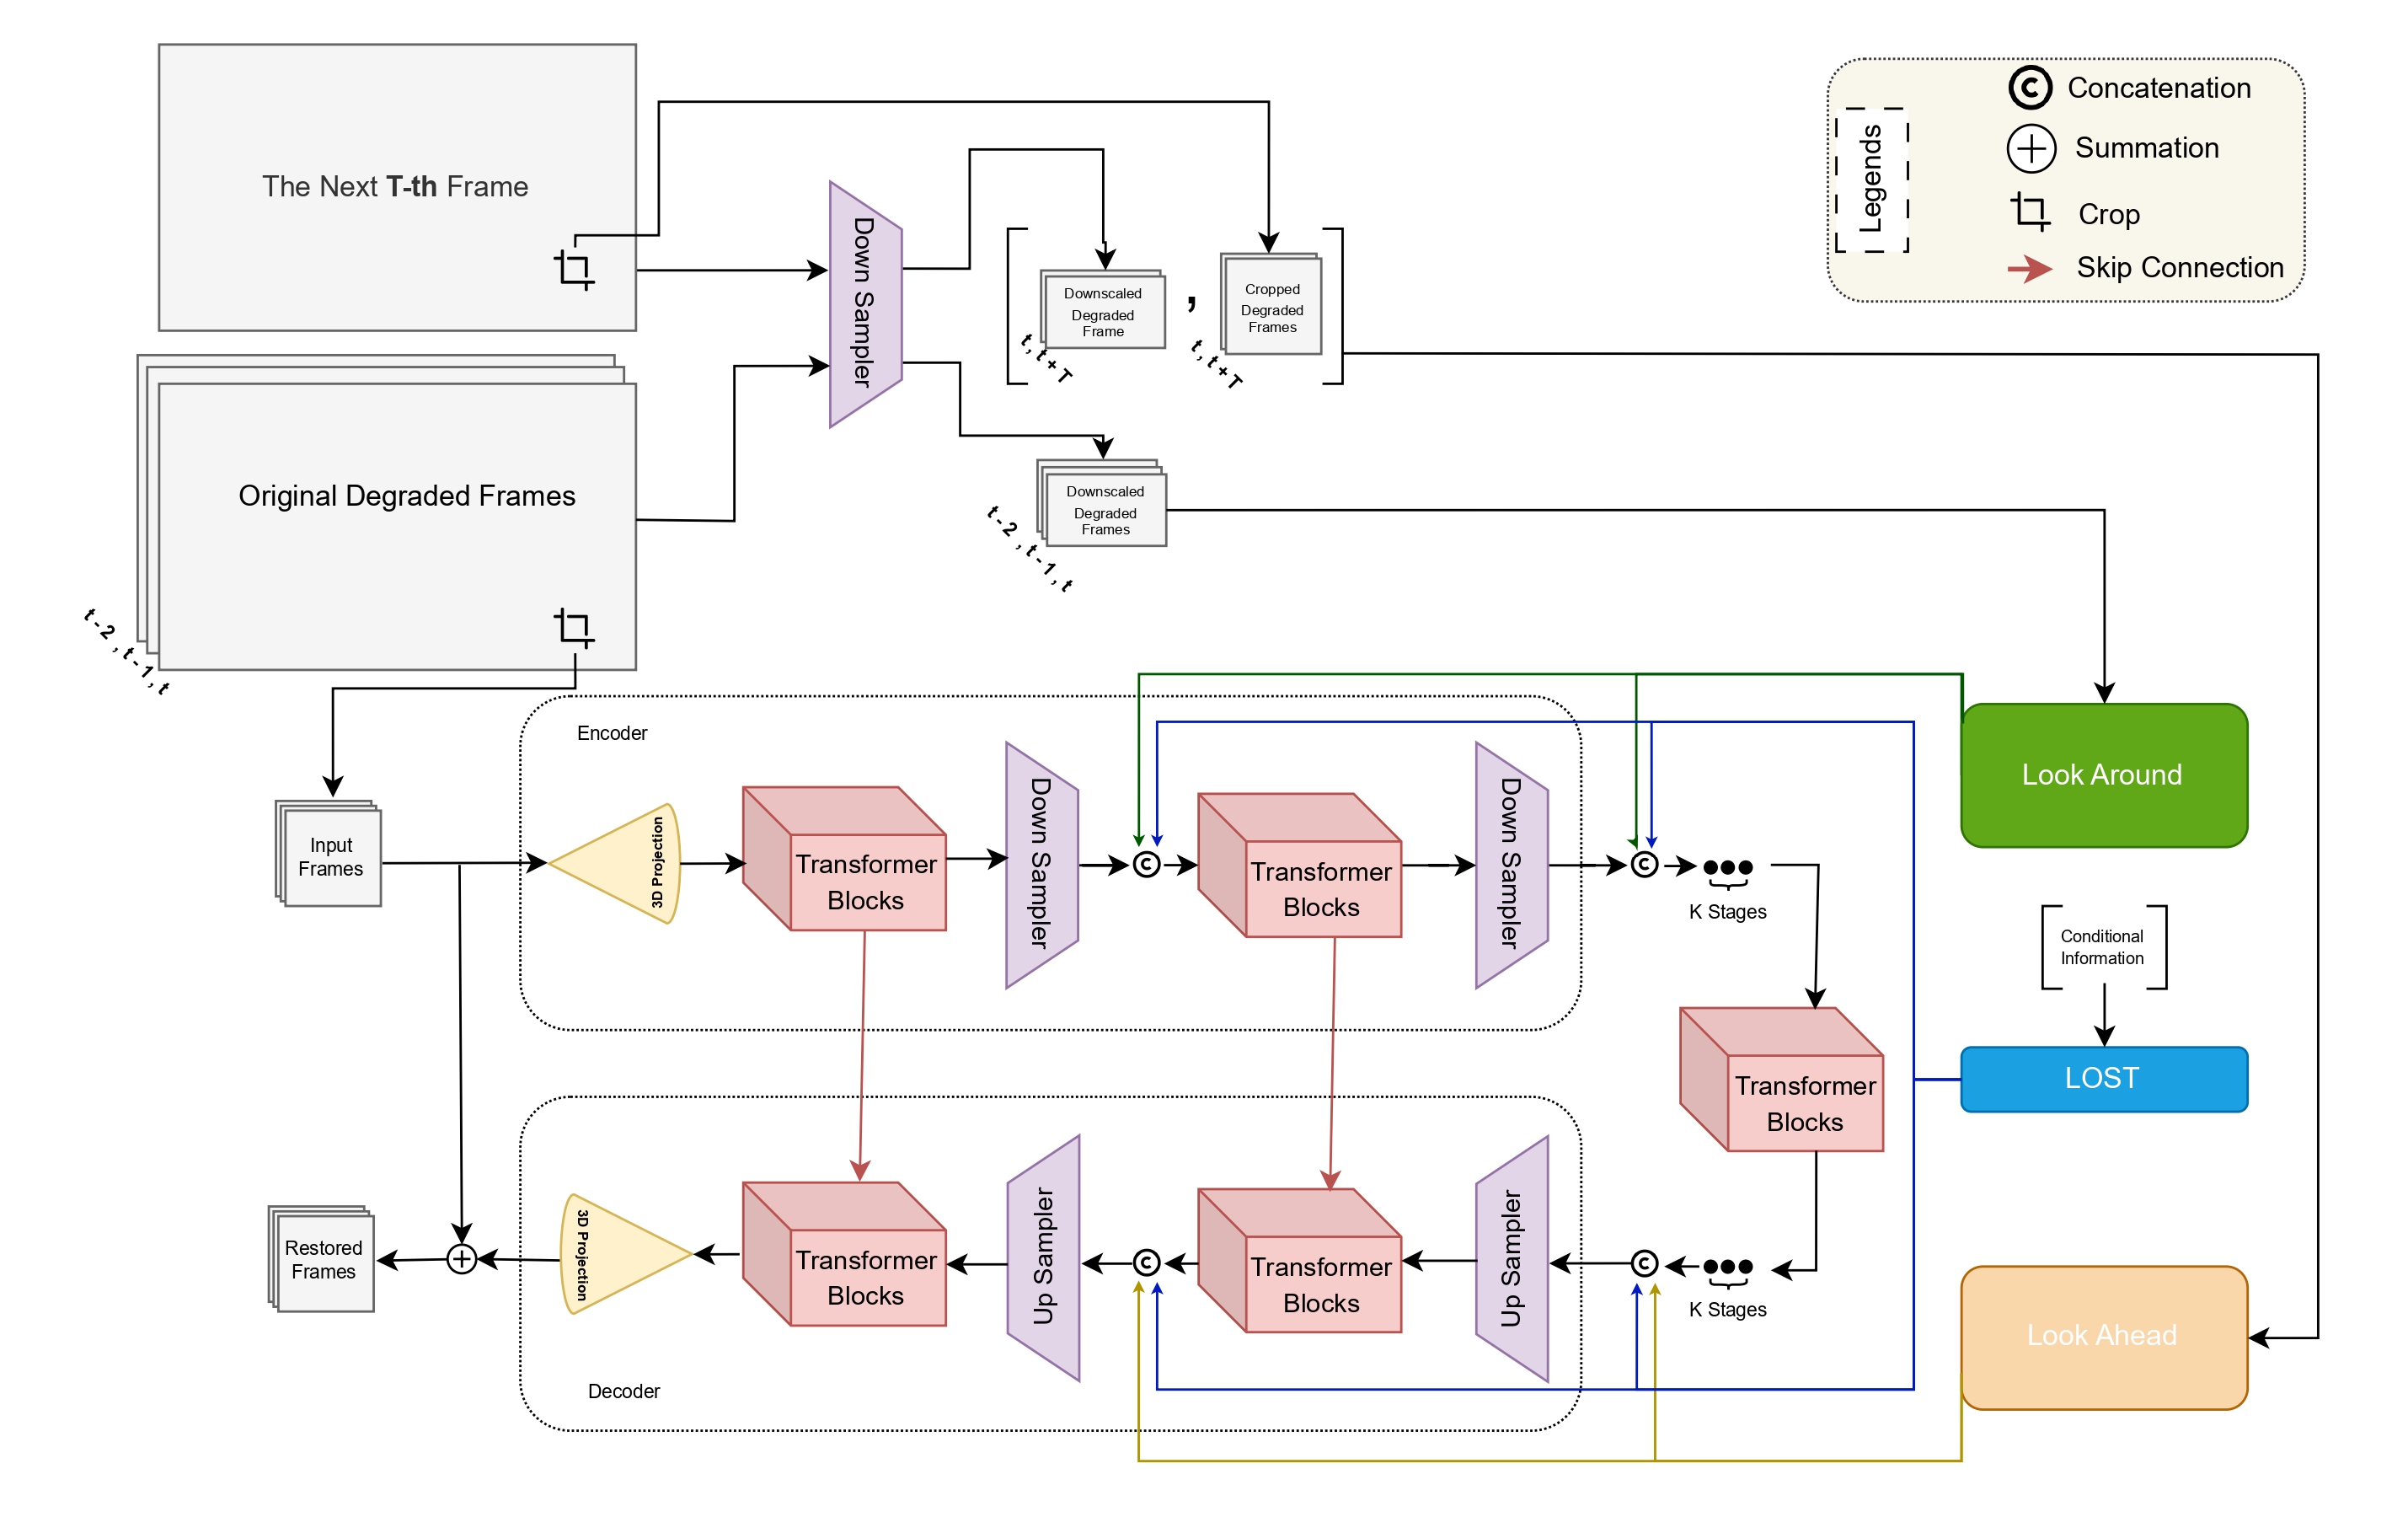 The Next T-th Frame
Down Sampler
Downscaled
Degraded
Frame
t, t+T
,
Cropped
Degraded
Frames
t, t+T
Legends
C Concatenation
+ Summation
Crop
Skip Connection
Original Degraded Frames
t-2, t-1, t
Downscaled
Degraded
Frames
t-2, t-1, t
Encoder
Input
Frames
3D Projection
Transformer
Blocks
Down Sampler
C
Transformer
Blocks
Down Sampler
C
K Stages
Look Around
Conditional
Information
Transformer
Blocks
LOST
Restored
Frames
+
3D Projection
Transformer
Blocks
Up Sampler
C
Transformer
Blocks
Up Sampler
C
K Stages
Look Ahead
Decoder